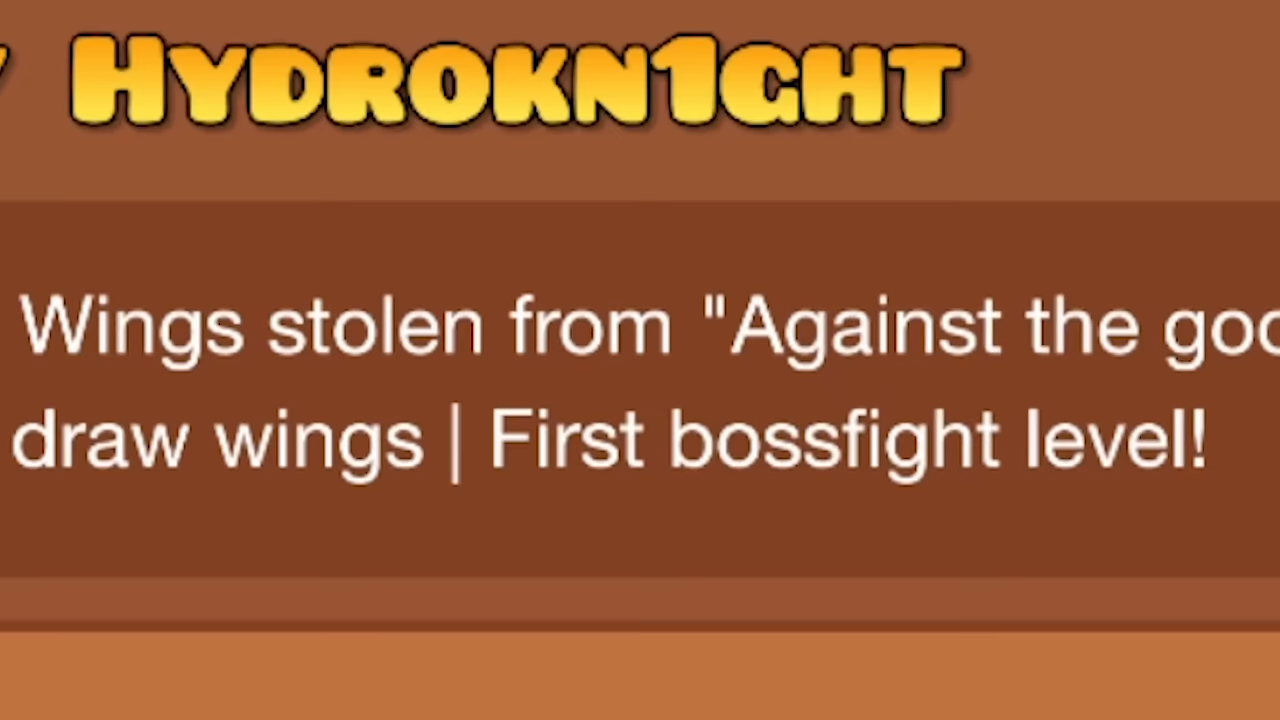 Hydrokn1ght
Wings stolen from "Against the
draw wings | First bossfight level!